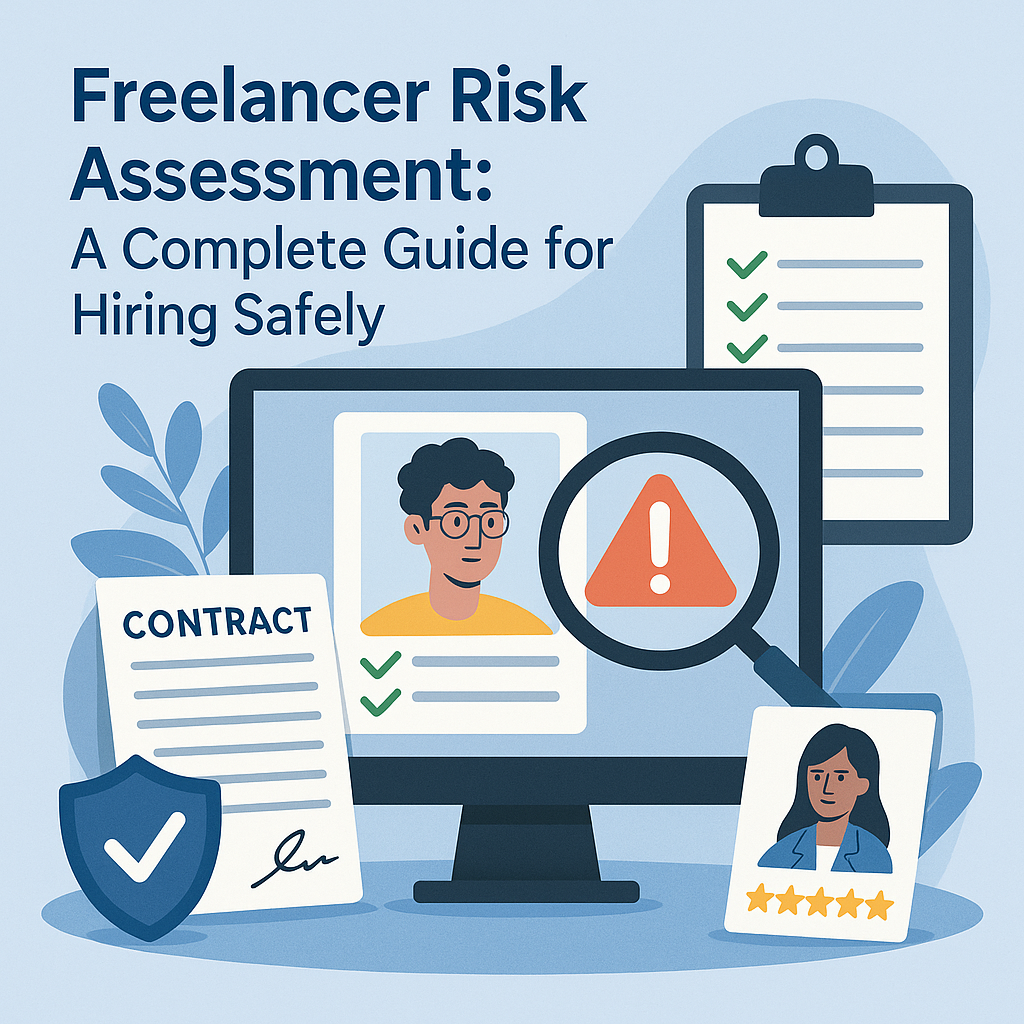 Freelancer Risk
Assessment:
A Complete Guide for
Hiring Safely
CONTRACT